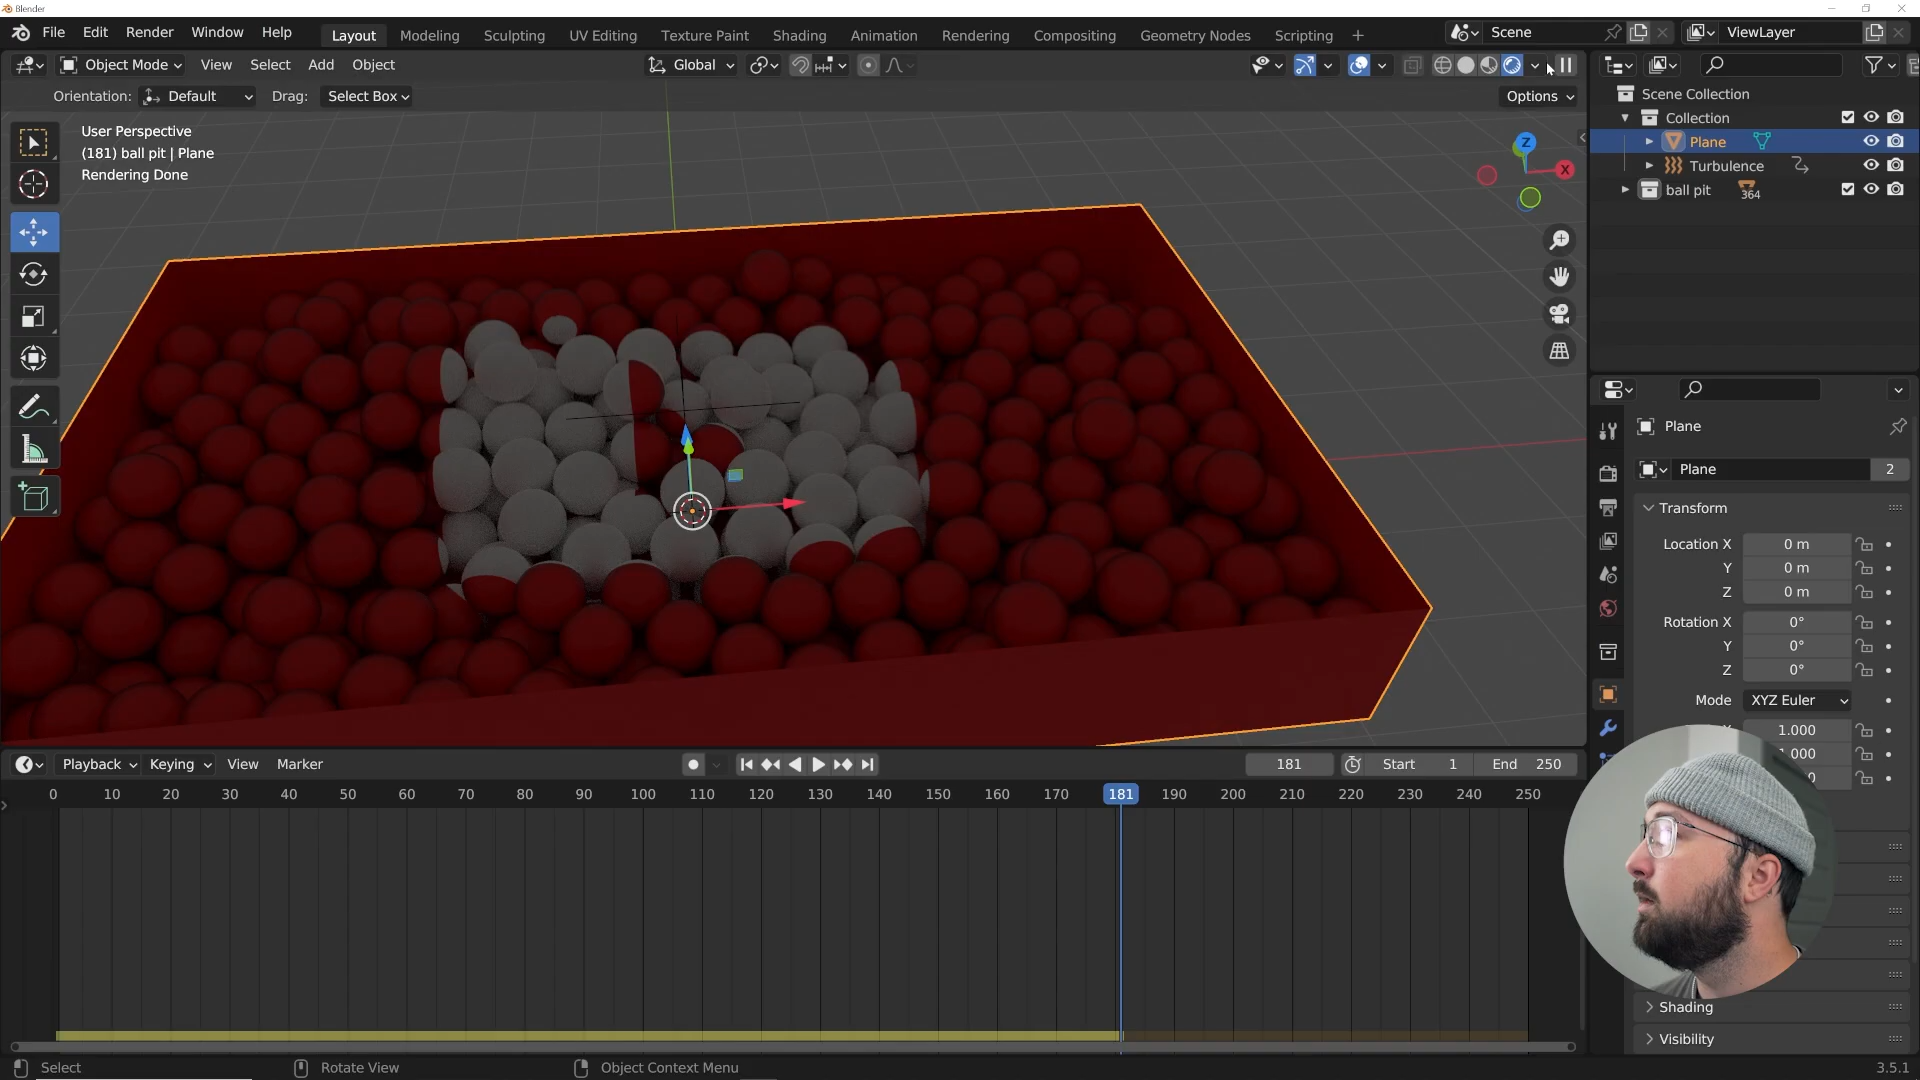 Blender
File Edit Render Window Help Layout Modeling Sculpting UV Editing Texture Paint Shading Animation Rendering Compositing Geometry Nodes Scripting + Scene ViewLayer
Object Mode View Select Add Object Global
Orientation: Default Drag: Select Box Options
User Perspective
(181) ball pit | Plane
Rendering Done
Z
X
Scene Collection
Collection
Plane
Turbulence
ball pit 364
Plane
Plane 2
Transform
Location X 0 m
Y 0 m
Z 0 m
Rotation X 0°
Y 0°
Z 0°
Mode XYZ Euler
1.000
Playback Keying View Marker 181 Start 1 End 250
0 10 20 30 40 50 60 70 80 90 100 110 120 130 140 150 160 170 181 190 200 210 220 230 240 250
Shading
Visibility
Select Rotate View Object Context Menu 3.5.1